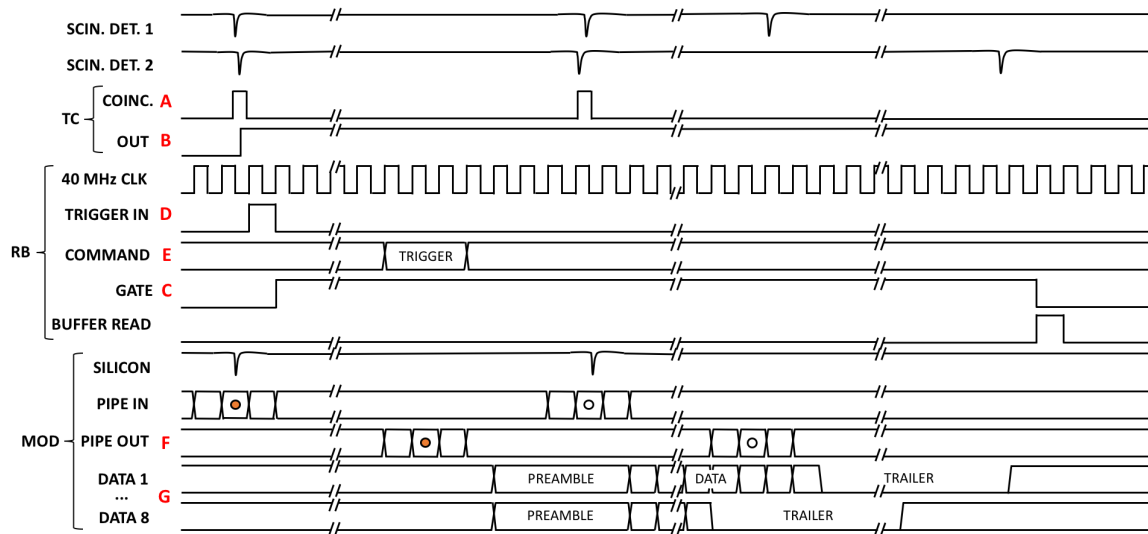 SCIN. DET. 1
SCIN. DET. 2
TC
COINC. A
OUT B
RB
40 MHz CLK
TRIGGER IN D
COMMAND E TRIGGER
GATE C
BUFFER READ
MOD
SILICON
PIPE IN
PIPE OUT F
DATA 1 PREAMBLE DATA TRAILER
... G
DATA 8 PREAMBLE TRAILER